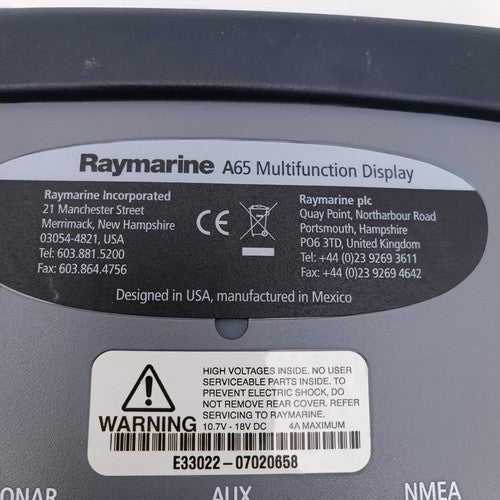 Raymarine A65 Multifunction Display
Raymarine Incorporated
21 Manchester Street
Merrimack, New Hampshire
03054-4821, USA
Tel: 603.881.5200
Fax: 603.864.4756
CE
Raymarine plc
Quay Point, Northarbour Road
Portsmouth, Hampshire
PO6 3TD, United Kingdom
Tel: +44 (0)23 9269 3611
Fax: +44 (0)23 9269 4642
Designed in USA, manufactured in Mexico
WARNING
HIGH VOLTAGES INSIDE. NO USER
SERVICEABLE PARTS INSIDE. TO
PREVENT ELECTRIC SHOCK, DO
NOT REMOVE REAR COVER. REFER
SERVICING TO RAYMARINE.
10.7V - 18V DC 4A MAXIMUM
E33022-07020658
ONAR
AUX
NMEA